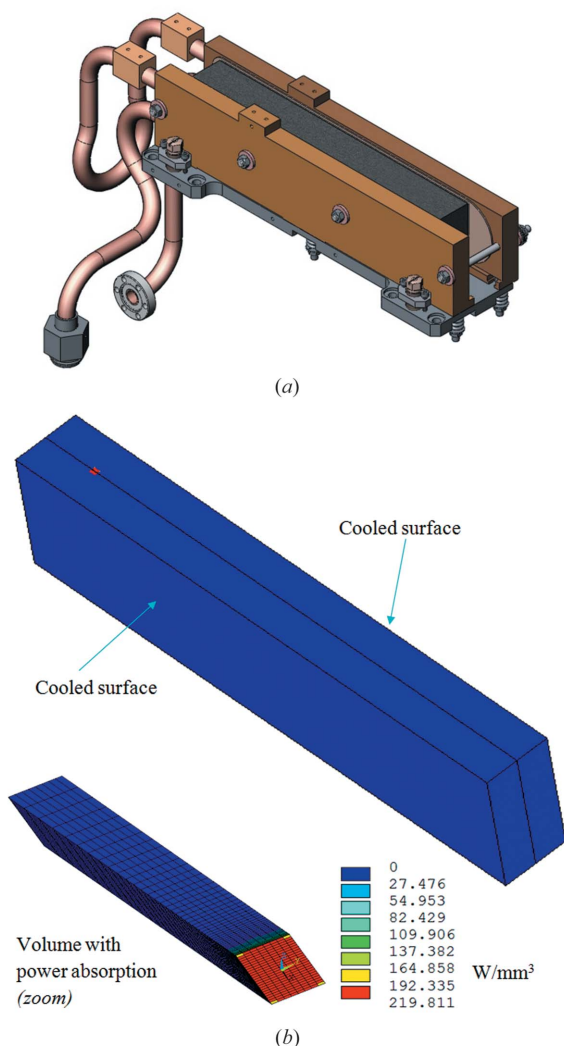 (a)
Cooled surface
Cooled surface
Volume with
power absorption
(zoom)
0
27.476
54.953
82.429
109.906
137.382
164.858
192.335
219.811
W/mm³
(b)